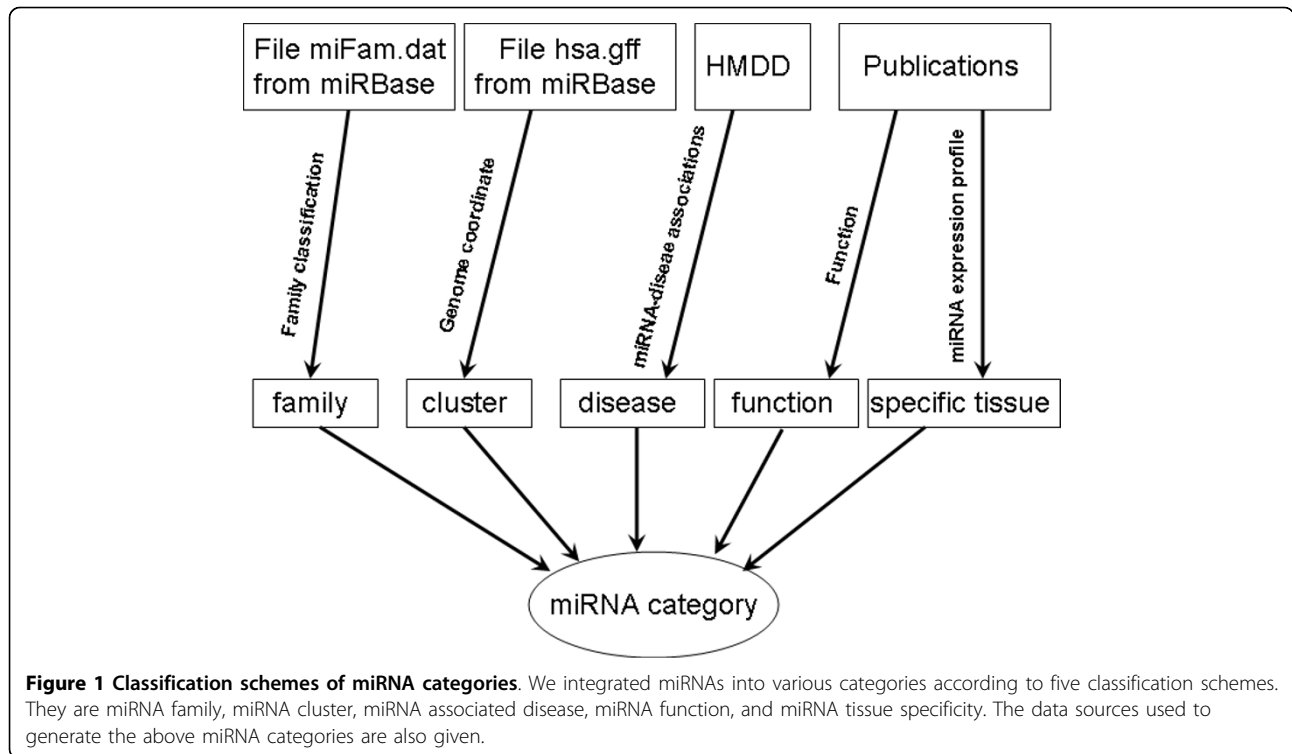 File miFam.dat
from miRBase
File hsa.gff
from miRBase
HMDD
Publications
Family classification
Genome coordinate
miRNA-diseae associations
Function
miRNA expression profile
family
cluster
disease
function
specific tissue
miRNA category
Figure 1 Classification schemes of miRNA categories. We integrated miRNAs into various categories according to five classification schemes.
They are miRNA family, miRNA cluster, miRNA associated disease, miRNA function, and miRNA tissue specificity. The data sources used to
generate the above miRNA categories are also given.